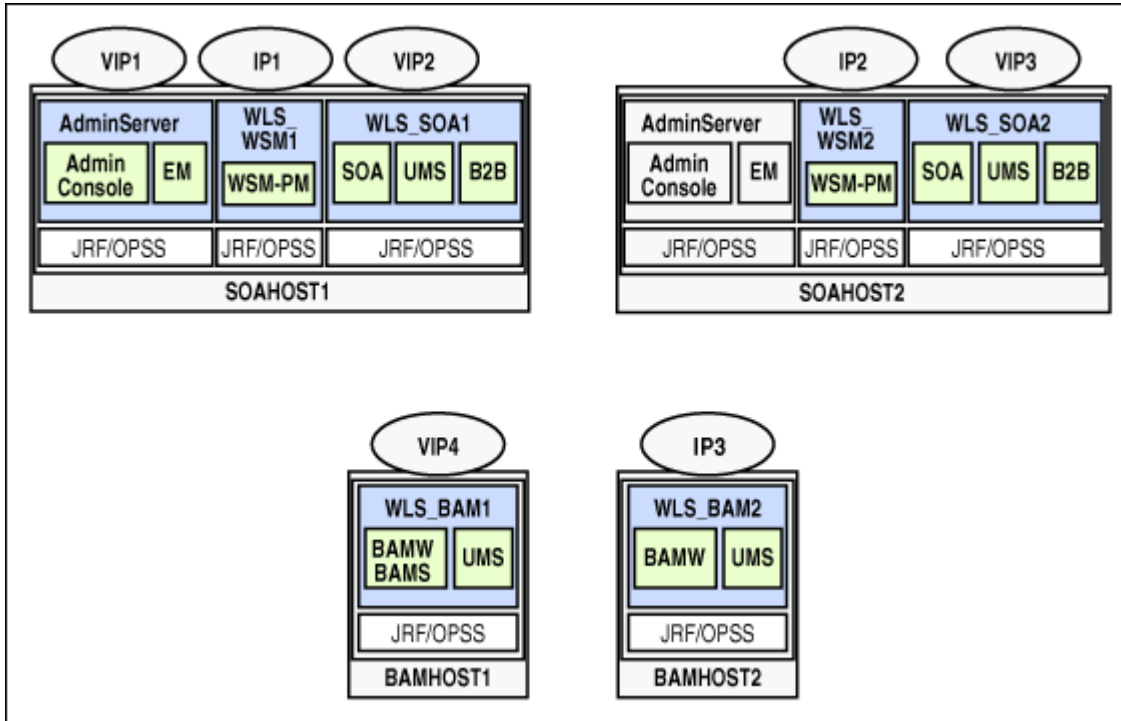 VIP1
IP1
VIP2
AdminServer
Admin
Console
EM
WLS_
WSM1
WSM-PM
WLS_SOA1
SOA
UMS
B2B
JRF/OPSS
JRF/OPSS
JRF/OPSS
SOAHOST1
IP2
VIP3
AdminServer
Admin
Console
EM
WLS_
WSM2
WSM-PM
WLS_SOA2
SOA
UMS
B2B
JRF/OPSS
JRF/OPSS
JRF/OPSS
SOAHOST2
VIP4
WLS_BAM1
BAMW
BAMS
UMS
JRF/OPSS
BAMHOST1
IP3
WLS_BAM2
BAMW
UMS
JRF/OPSS
BAMHOST2